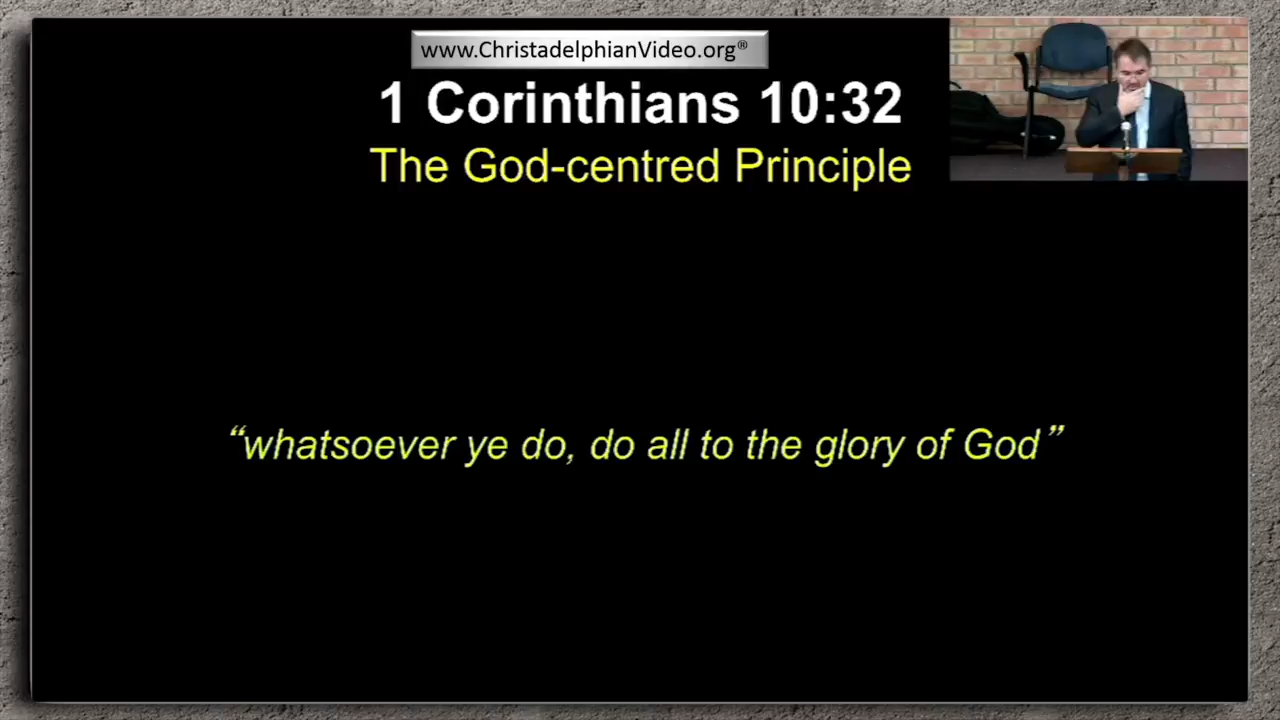 www.ChristadelphianVideo.org®
1 Corinthians 10:32
The God-centred Principle
“whatsoever ye do, do all to the glory of God”